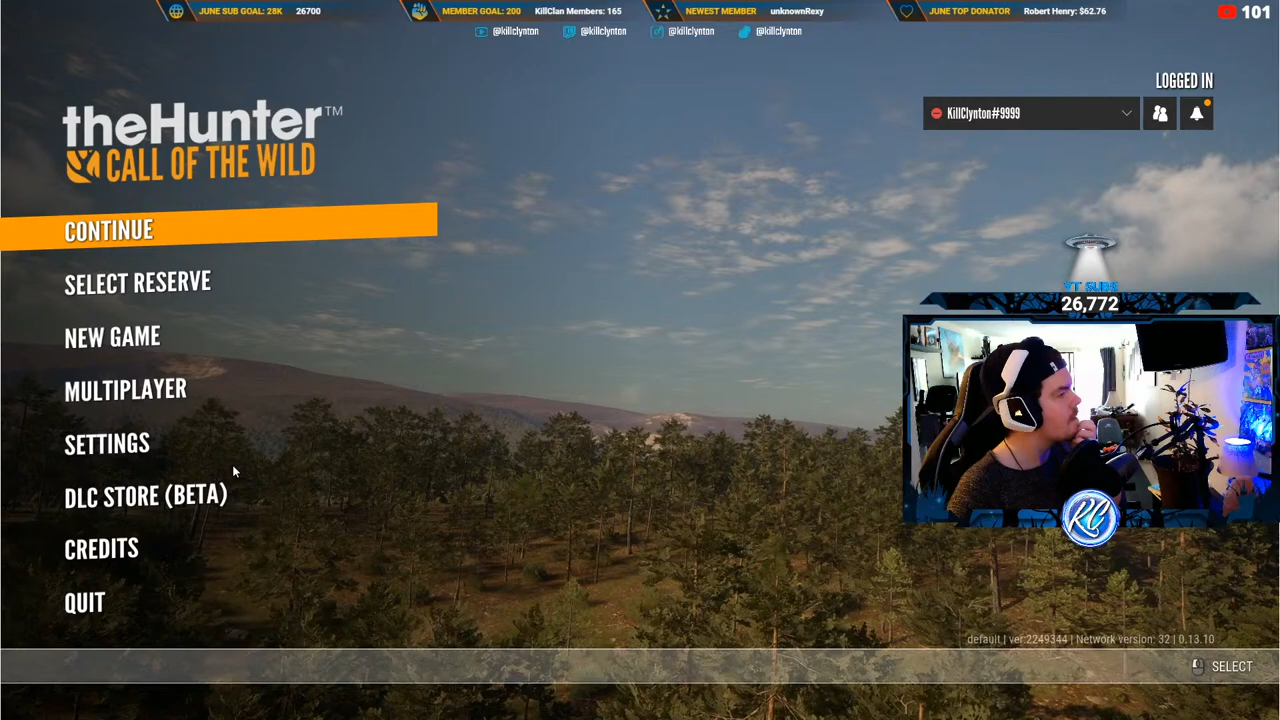 JUNE SUB GOAL: 28K 26700 MEMBER GOAL: 200 KillClan Members: 165 NEWEST MEMBER unknownRexy JUNE TOP DONATOR Robert Henry: $62.76 101
@killclynton @killclynton @killclynton @killclynton
LOGGED IN
KillClynton#9999
theHunter™
CALL OF THE WILD
CONTINUE
SELECT RESERVE
NEW GAME
MULTIPLAYER
SETTINGS
DLC STORE (BETA)
CREDITS
QUIT
YT SUBS
26,772
KC
default | ver:2249344 | Network version: 32 | 0.13.10
SELECT